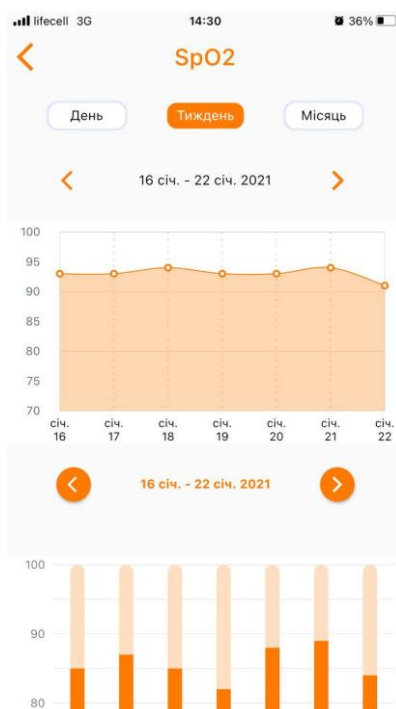 lifecell 3G 14:30 36%
SpO2
День Тиждень Місяць
16 січ. - 22 січ. 2021
100
95
90
85
80
75
70
січ. січ. січ. січ. січ. січ. січ.
16 17 18 19 20 21 22
16 січ. - 22 січ. 2021
100
90
80